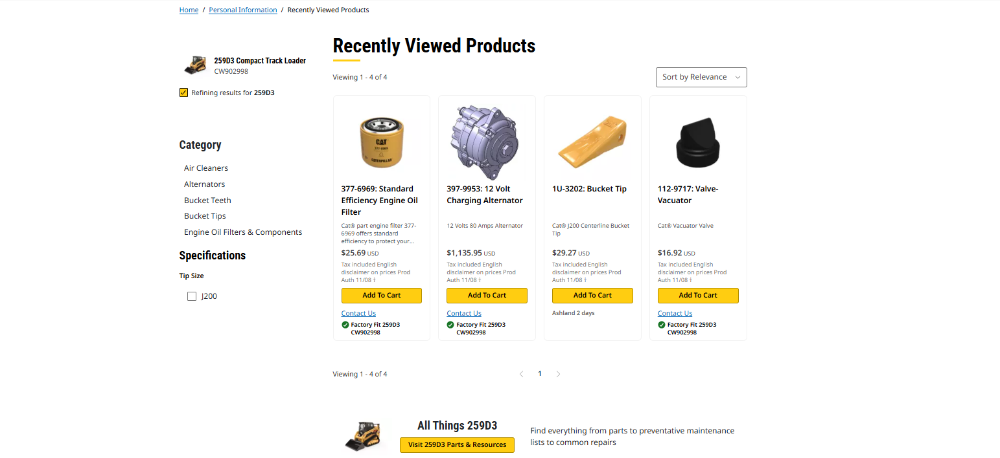 Home / Personal Information / Recently Viewed Products
259D3 Compact Track Loader
CW902998
Refining results for 259D3
Category
Air Cleaners
Alternators
Bucket Teeth
Bucket Tips
Engine Oil Filters & Components
Specifications
Tip Size
J200
Recently Viewed Products
Viewing 1 - 4 of 4
Sort by Relevance
CAT
377-6969
CATERPILLAR
377-6969: Standard
Efficiency Engine Oil
Filter
Cat® part engine filter 377-
6969 offers standard
efficiency to protect your...
$25.69 USD
Tax included English
disclaimer on prices Prod
Auth 11/08 †
Add To Cart
Contact Us
Factory Fit 259D3
CW902998
397-9953: 12 Volt
Charging Alternator
12 Volts 80 Amps Alternator
$1,135.95 USD
Tax included English
disclaimer on prices Prod
Auth 11/08 †
Add To Cart
Contact Us
Factory Fit 259D3
CW902998
1U-3202: Bucket Tip
Cat® J200 Centerline Bucket
Tip
$29.27 USD
Tax included English
disclaimer on prices Prod
Auth 11/08 †
Add To Cart
Ashland 2 days
112-9717: Valve-
Vacuator
Cat® Vacuator Valve
$16.92 USD
Tax included English
disclaimer on prices Prod
Auth 11/08 †
Add To Cart
Contact Us
Factory Fit 259D3
CW902998
Viewing 1 - 4 of 4
1
All Things 259D3
Visit 259D3 Parts & Resources
Find everything from parts to preventative maintenance
lists to common repairs